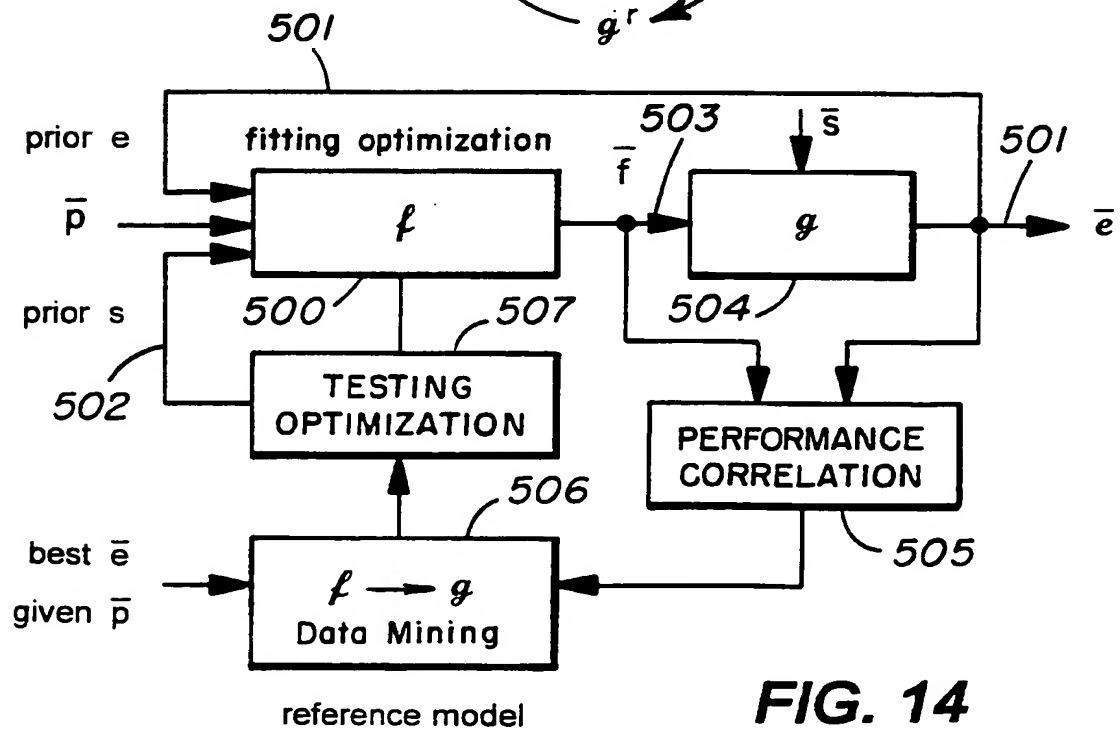 g^r
501
prior e
fitting optimization
f̄
503
s̄
501
p̄
f
g
ē
prior s
500
507
504
502
TESTING
OPTIMIZATION
PERFORMANCE
CORRELATION
506
505
best ē
given p̄
f → g
Data Mining
reference model
FIG. 14